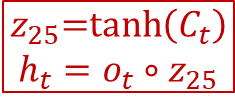 z₂₅=tanh(Cₜ)
hₜ = oₜ ∘ z₂₅